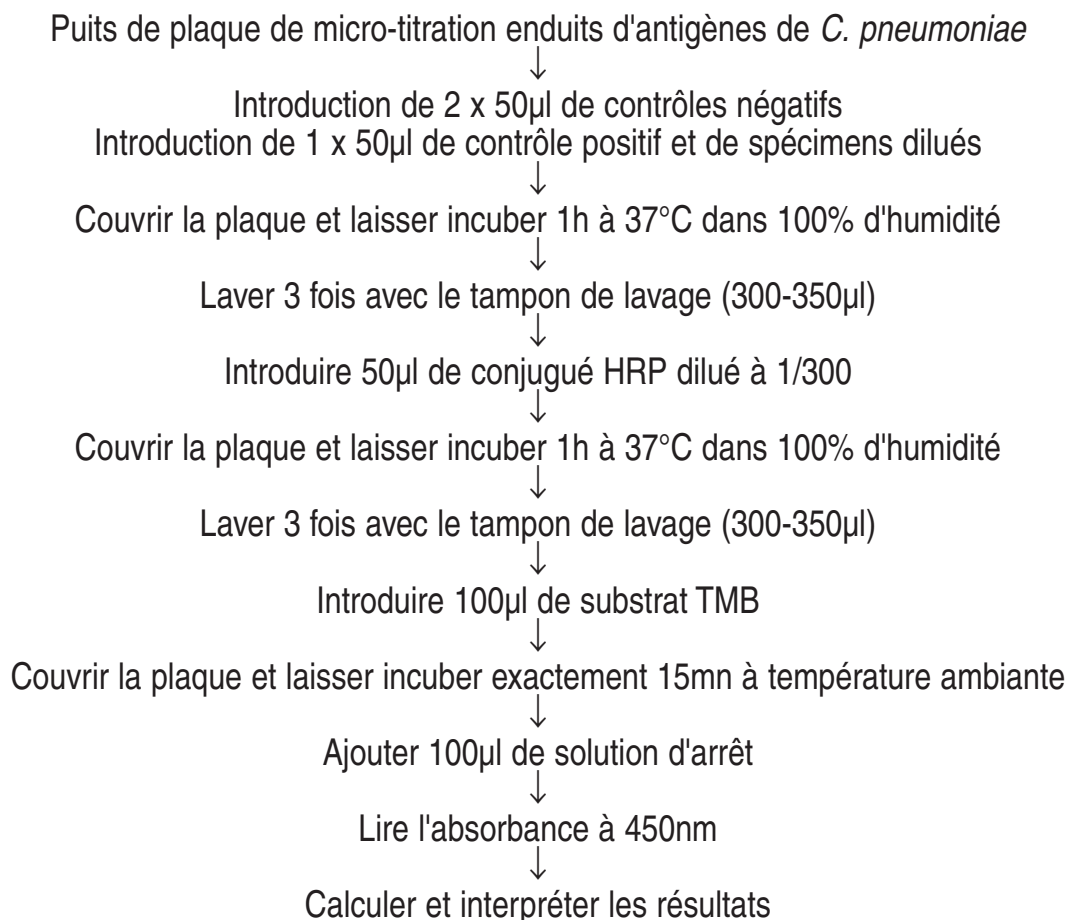 Puits de plaque de micro-titration enduits d'antigènes de C. pneumoniae
↓
Introduction de 2 x 50µl de contrôles négatifs
Introduction de 1 x 50µl de contrôle positif et de spécimens dilués
↓
Couvrir la plaque et laisser incuber 1h à 37°C dans 100% d'humidité
↓
Laver 3 fois avec le tampon de lavage (300-350µl)
↓
Introduire 50µl de conjugué HRP dilué à 1/300
↓
Couvrir la plaque et laisser incuber 1h à 37°C dans 100% d'humidité
↓
Laver 3 fois avec le tampon de lavage (300-350µl)
↓
Introduire 100µl de substrat TMB
↓
Couvrir la plaque et laisser incuber exactement 15mn à température ambiante
↓
Ajouter 100µl de solution d'arrêt
↓
Lire l'absorbance à 450nm
↓
Calculer et interpréter les résultats